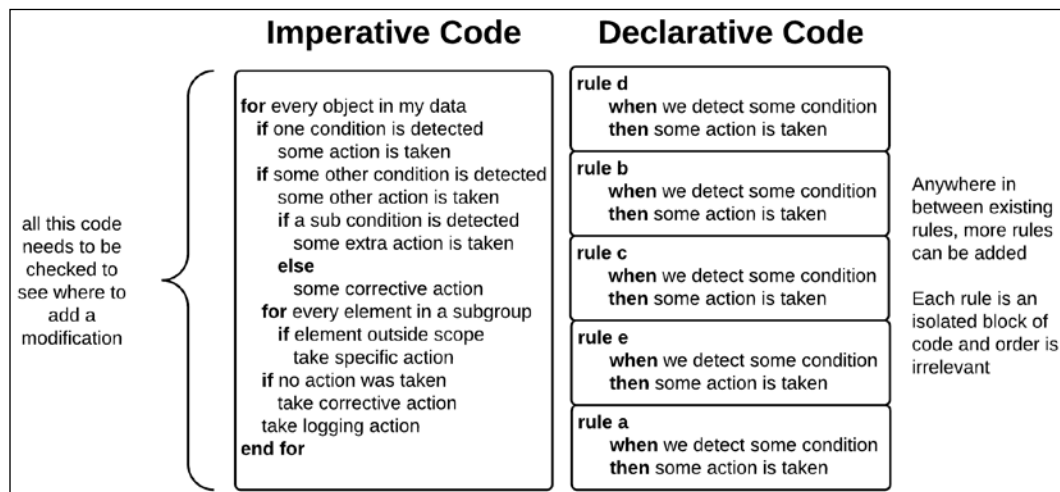 Imperative Code
Declarative Code
all this code
needs to be
checked to
see where to
add a
modification
for every object in my data
if one condition is detected
some action is taken
if some other condition is detected
some other action is taken
if a sub condition is detected
some extra action is taken
else
some corrective action
for every element in a subgroup
if element outside scope
take specific action
if no action was taken
take corrective action
take logging action
end for
rule d
when we detect some condition
then some action is taken
rule b
when we detect some condition
then some action is taken
rule c
when we detect some condition
then some action is taken
rule e
when we detect some condition
then some action is taken
rule a
when we detect some condition
then some action is taken
Anywhere in
between existing
rules, more rules
can be added
Each rule is an
isolated block of
code and order is
irrelevant